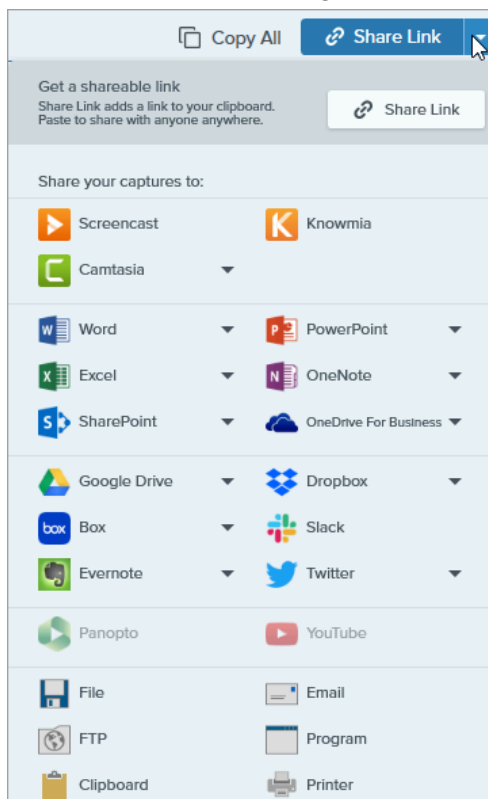 Copy All Share Link
Get a shareable link
Share Link adds a link to your clipboard.
Paste to share with anyone anywhere.
Share Link
Share your captures to:
Screencast Knowmia
Camtasia
Word PowerPoint
Excel OneNote
SharePoint OneDrive For Business
Google Drive Dropbox
box Box Slack
Evernote Twitter
Panopto YouTube
File Email
FTP Program
Clipboard Printer